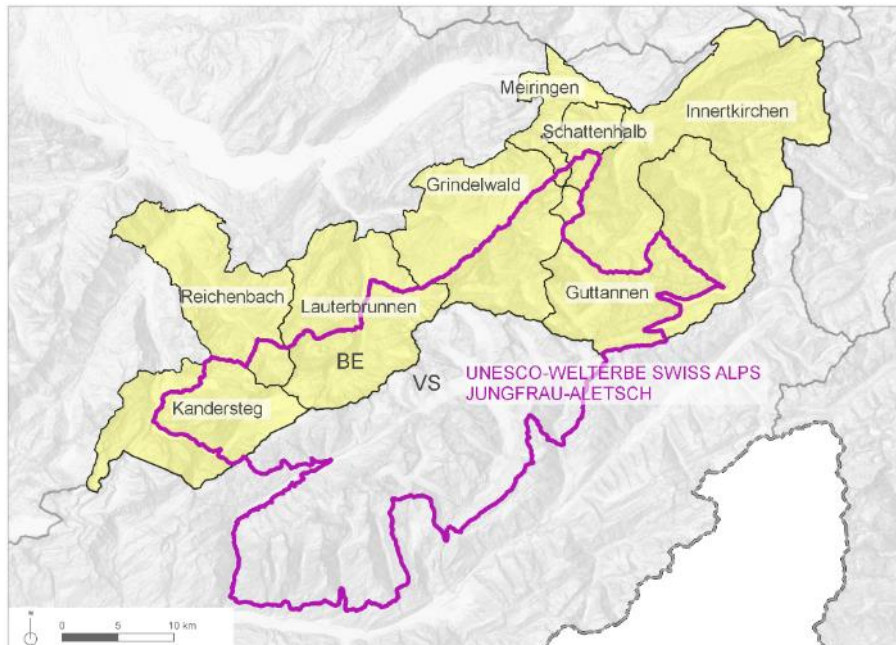 Meiringen
Innertkirchen
Schattenhalb
Grindelwald
Reichenbach
Lauterbrunnen
Guttannen
BE
VS
UNESCO-WELTERBE SWISS ALPS
JUNGFRAU-ALETSCH
Kandersteg
N
0 5 10 km